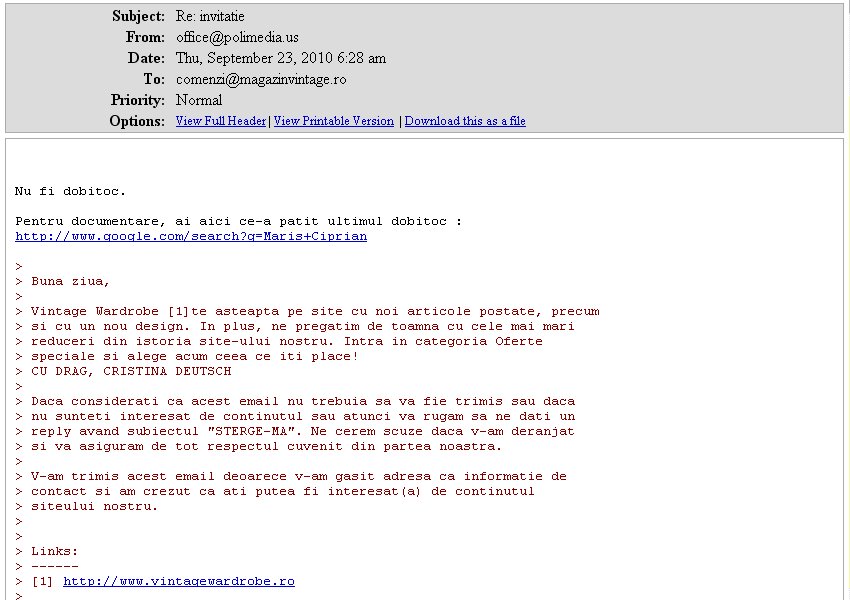 Subject: Re: invitatie
From: office@polimedia.us
Date: Thu, September 23, 2010 6:28 am
To: comenzi@magazinvintage.ro
Priority: Normal
Options: View Full Header | View Printable Version | Download this as a file
Nu fi dobitoc.
Pentru documentare, ai aici ce-a patit ultimul dobitoc :
http://www.google.com/search?q=Maris+Ciprian
>
> Buna ziua,
>
> Vintage Wardrobe [1]te asteapta pe site cu noi articole postate, precum
> si cu un nou design. In plus, ne pregatim de toamna cu cele mai mari
> reduceri din istoria site-ului nostru. Intra in categoria Oferte
> speciale si alege acum ceea ce iti place!
> CU DRAG, CRISTINA DEUTSCH
>
> Daca considerati ca acest email nu trebuia sa va fie trimis sau daca
> nu sunteti interesat de continutul sau atunci va rugam sa ne dati un
> reply avand subiectul "STERGE-MA". Ne cerem scuze daca v-am deranjat
> si va asiguram de tot respectul cuvenit din partea noastra.
>
> V-am trimis acest email deoarece v-am gasit adresa ca informatie de
> contact si am crezut ca ati putea fi interesat(a) de continutul
> siteului nostru.
>
>
> Links:
> ------
> [1] http://www.vintagewardrobe.ro
>